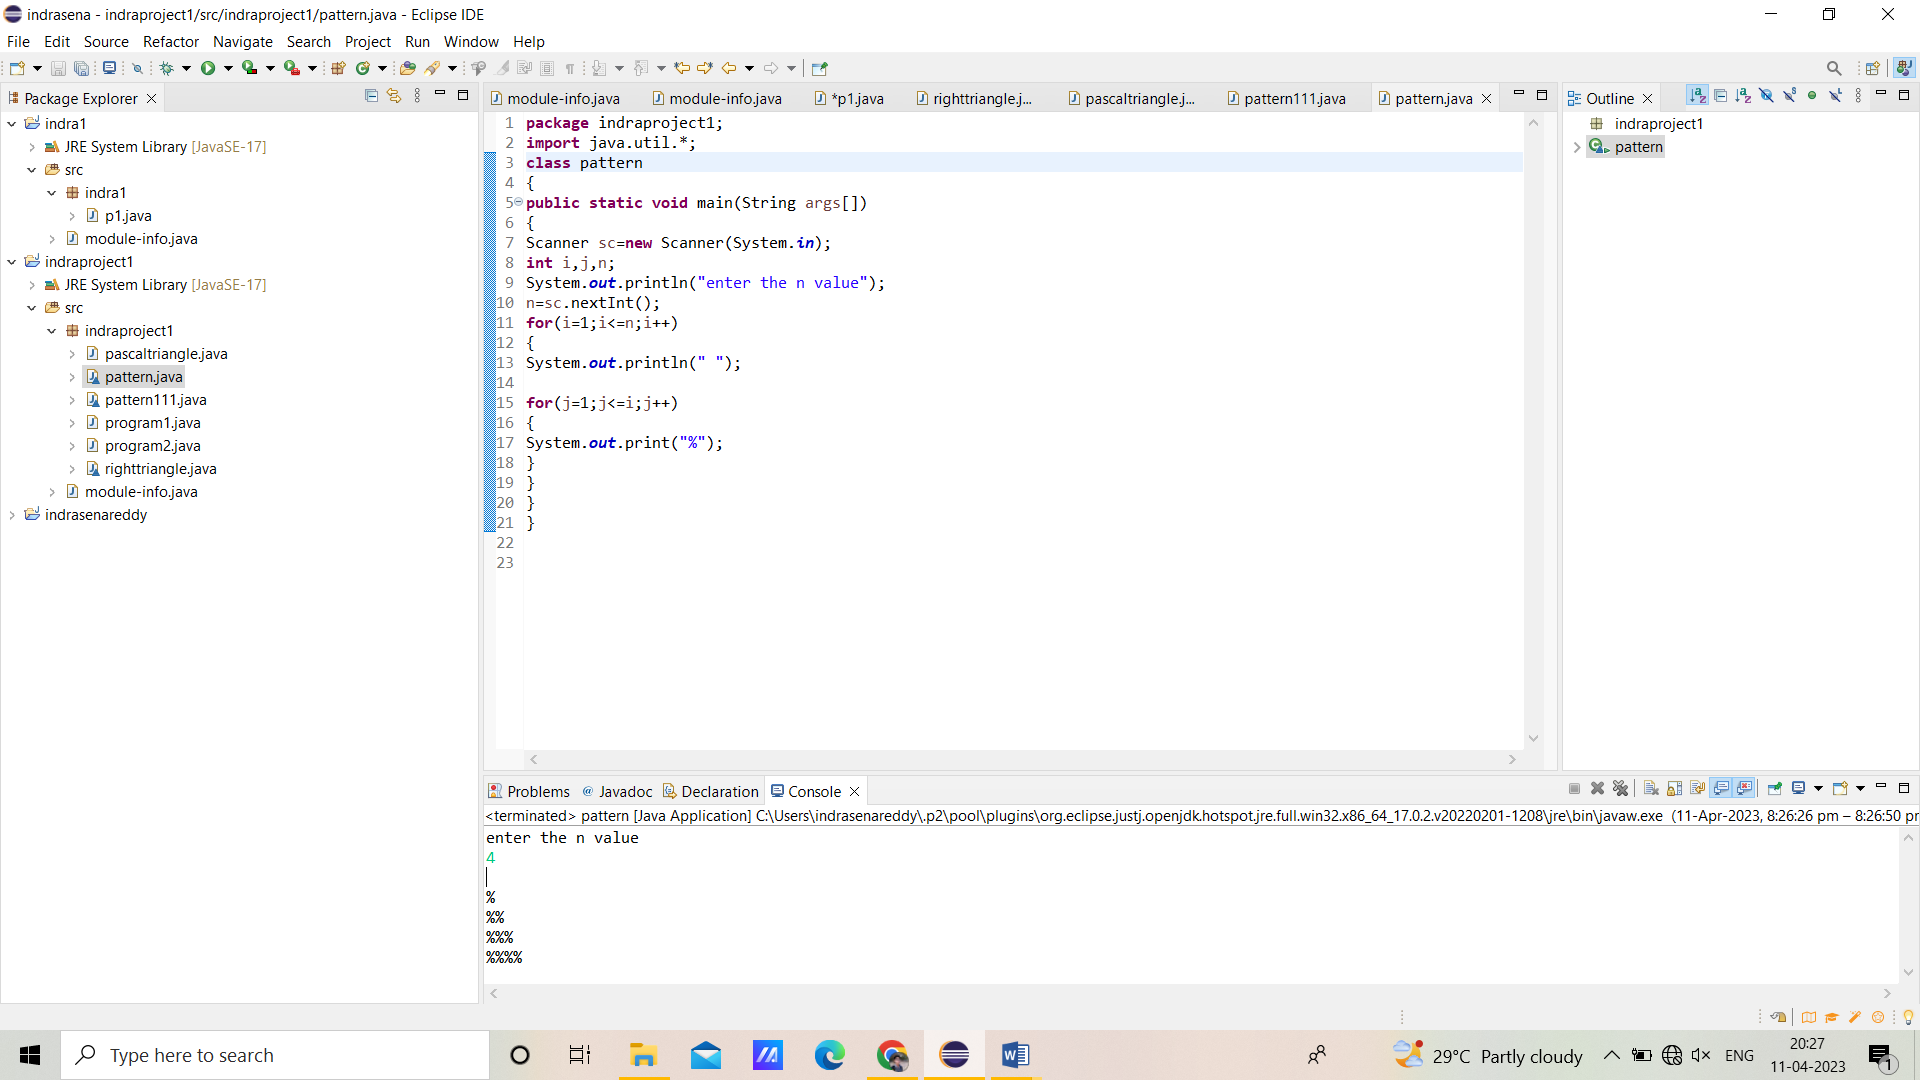 indrasena - indraproject1/src/indraproject1/pattern.java - Eclipse IDE
File Edit Source Refactor Navigate Search Project Run Window Help
Package Explorer
indra1
JRE System Library [JavaSE-17]
src
indra1
p1.java
module-info.java
indraproject1
JRE System Library [JavaSE-17]
src
indraproject1
pascaltriangle.java
pattern.java
pattern111.java
program1.java
program2.java
righttriangle.java
module-info.java
indrasenareddy
module-info.java module-info.java *p1.java righttriangle.j... pascaltriangle.j... pattern111.java pattern.java
1 package indraproject1;
2 import java.util.*;
3 class pattern
4 {
5 public static void main(String args[])
6 {
7 Scanner sc=new Scanner(System.in);
8 int i,j,n;
9 System.out.println("enter the n value");
10 n=sc.nextInt();
11 for(i=1;i<=n;i++)
12 {
13 System.out.println(" ");
14
15 for(j=1;j<=i;j++)
16 {
17 System.out.print("%");
18 }
19 }
20 }
21 }
22
23
Outline
indraproject1
pattern
Problems @ Javadoc Declaration Console
<terminated> pattern [Java Application] C:\Users\indrasenareddy\.p2\pool\plugins\org.eclipse.justj.openjdk.hotspot.jre.full.win32.x86_64_17.0.2.v20220201-1208\jre\bin\javaw.exe (11-Apr-2023, 8:26:26 pm – 8:26:50 pr
enter the n value
4
%
%%
%%%
%%%%
Type here to search
29°C Partly cloudy
ENG
20:27
11-04-2023
1